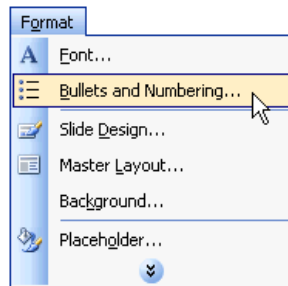 Format
Font...
Bullets and Numbering...
Slide Design...
Master Layout...
Background...
Placeholder...